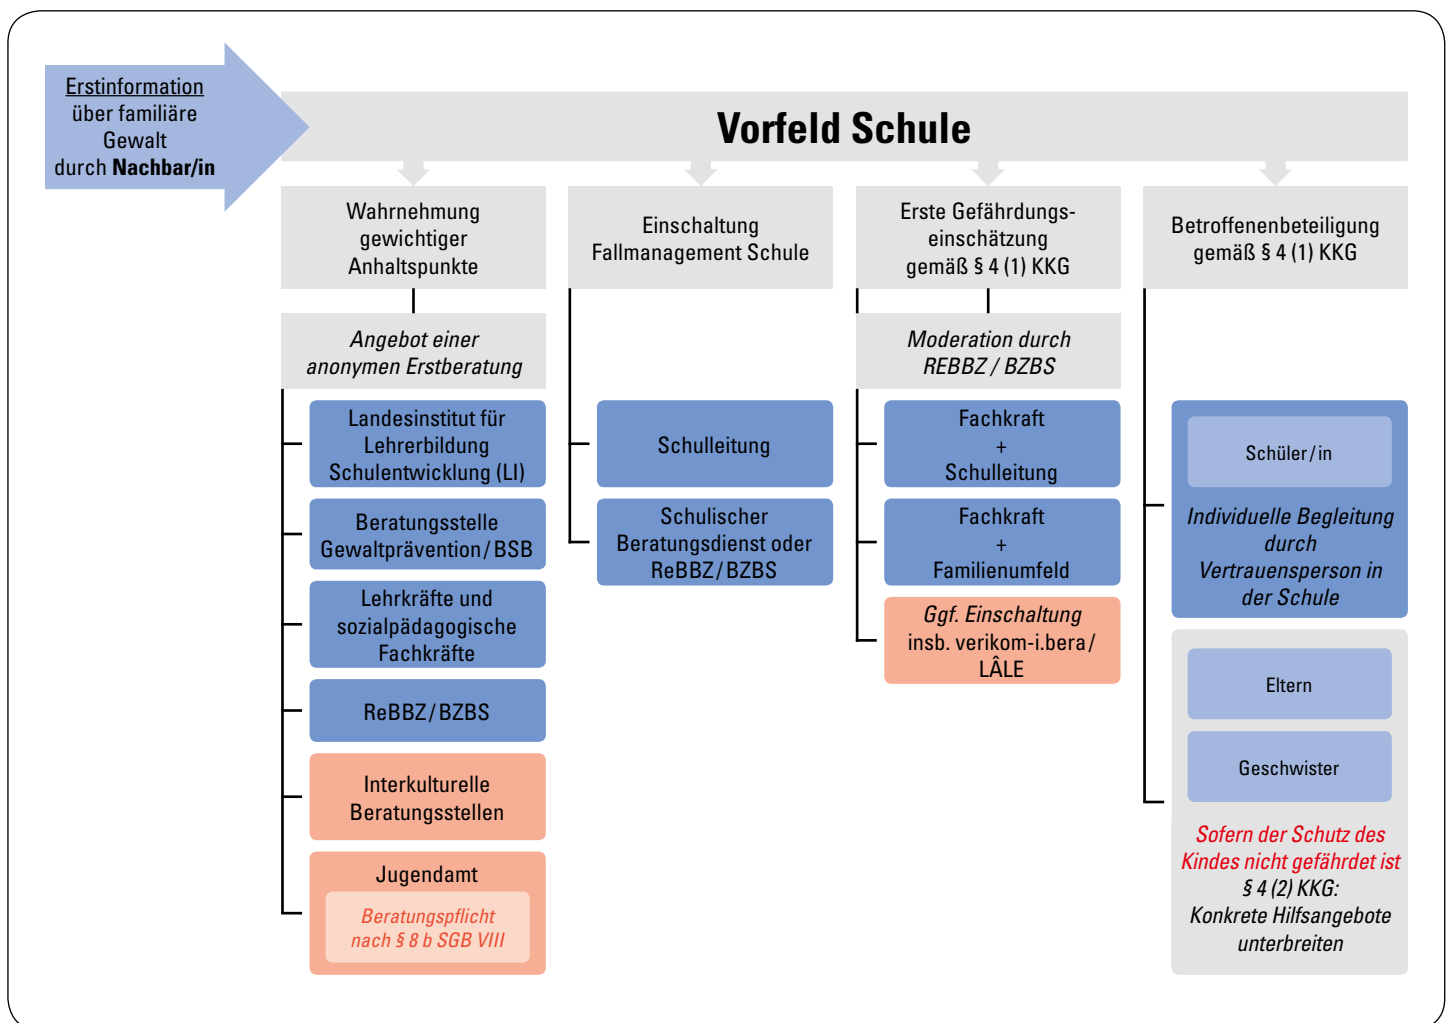 Erstinformation
über familiäre
Gewalt
durch Nachbar/in
Vorfeld Schule
Wahrnehmung
gewichtiger
Anhaltspunkte
Angebot einer
anonymen Erstberatung
Landesinstitut für
Lehrerbildung
Schulentwicklung (LI)
Beratungsstelle
Gewaltprävention/BSB
Lehrkräfte und
sozialpädagogische
Fachkräfte
ReBBZ/BZBS
Interkulturelle
Beratungsstellen
Jugendamt
Beratungspflicht
nach § 8 b SGB VIII
Einschaltung
Fallmanagement Schule
Schulleitung
Schulischer
Beratungsdienst oder
ReBBZ/BZBS
Erste Gefährdungs-
einschätzung
gemäß § 4 (1) KKG
Moderation durch
REBBZ / BZBS
Fachkraft
+
Schulleitung
Fachkraft
+
Familienumfeld
Ggf. Einschaltung
insb. verikom-i.bera/
LÂLE
Betroffenenbeteiligung
gemäß § 4 (1) KKG
Schüler/in
Individuelle Begleitung
durch
Vertrauensperson in
der Schule
Eltern
Geschwister
Sofern der Schutz des
Kindes nicht gefährdet ist
§ 4 (2) KKG:
Konkrete Hilfsangebote
unterbreiten